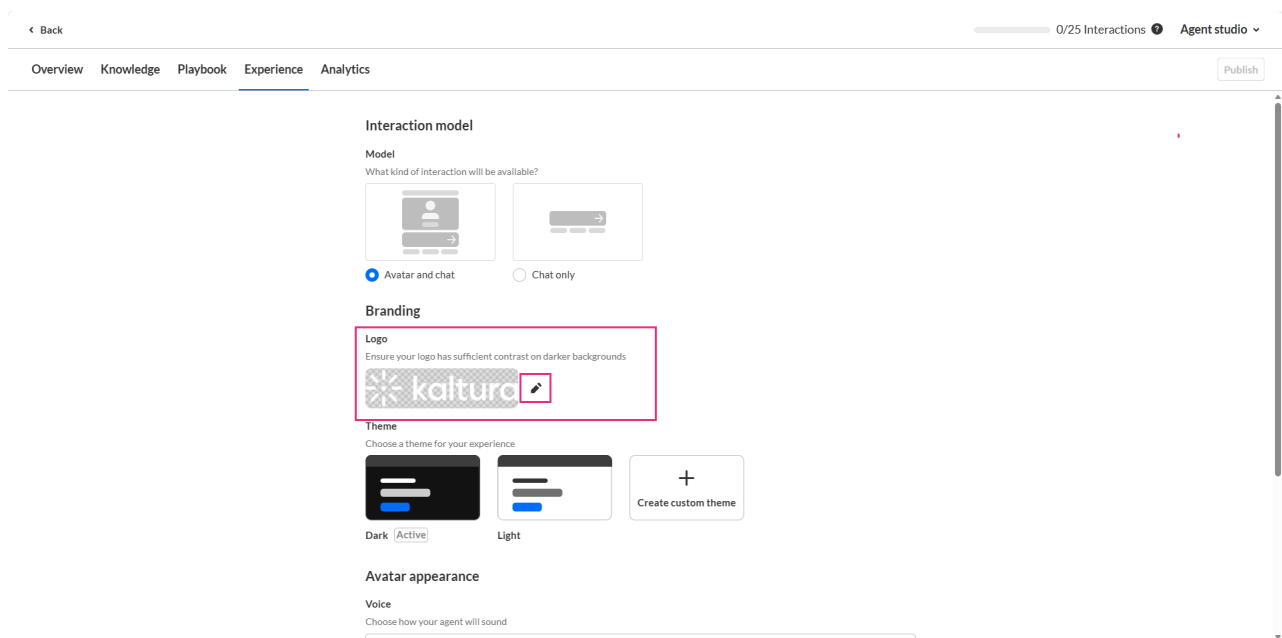 Back
0/25 Interactions
Agent studio
Overview Knowledge Playbook Experience Analytics
Publish
Interaction model
Model
What kind of interaction will be available?
Avatar and chat
Chat only
Branding
Logo
Ensure your logo has sufficient contrast on darker backgrounds
kaltura
Theme
Choose a theme for your experience
Create custom theme
Dark Active
Light
Avatar appearance
Voice
Choose how your agent will sound